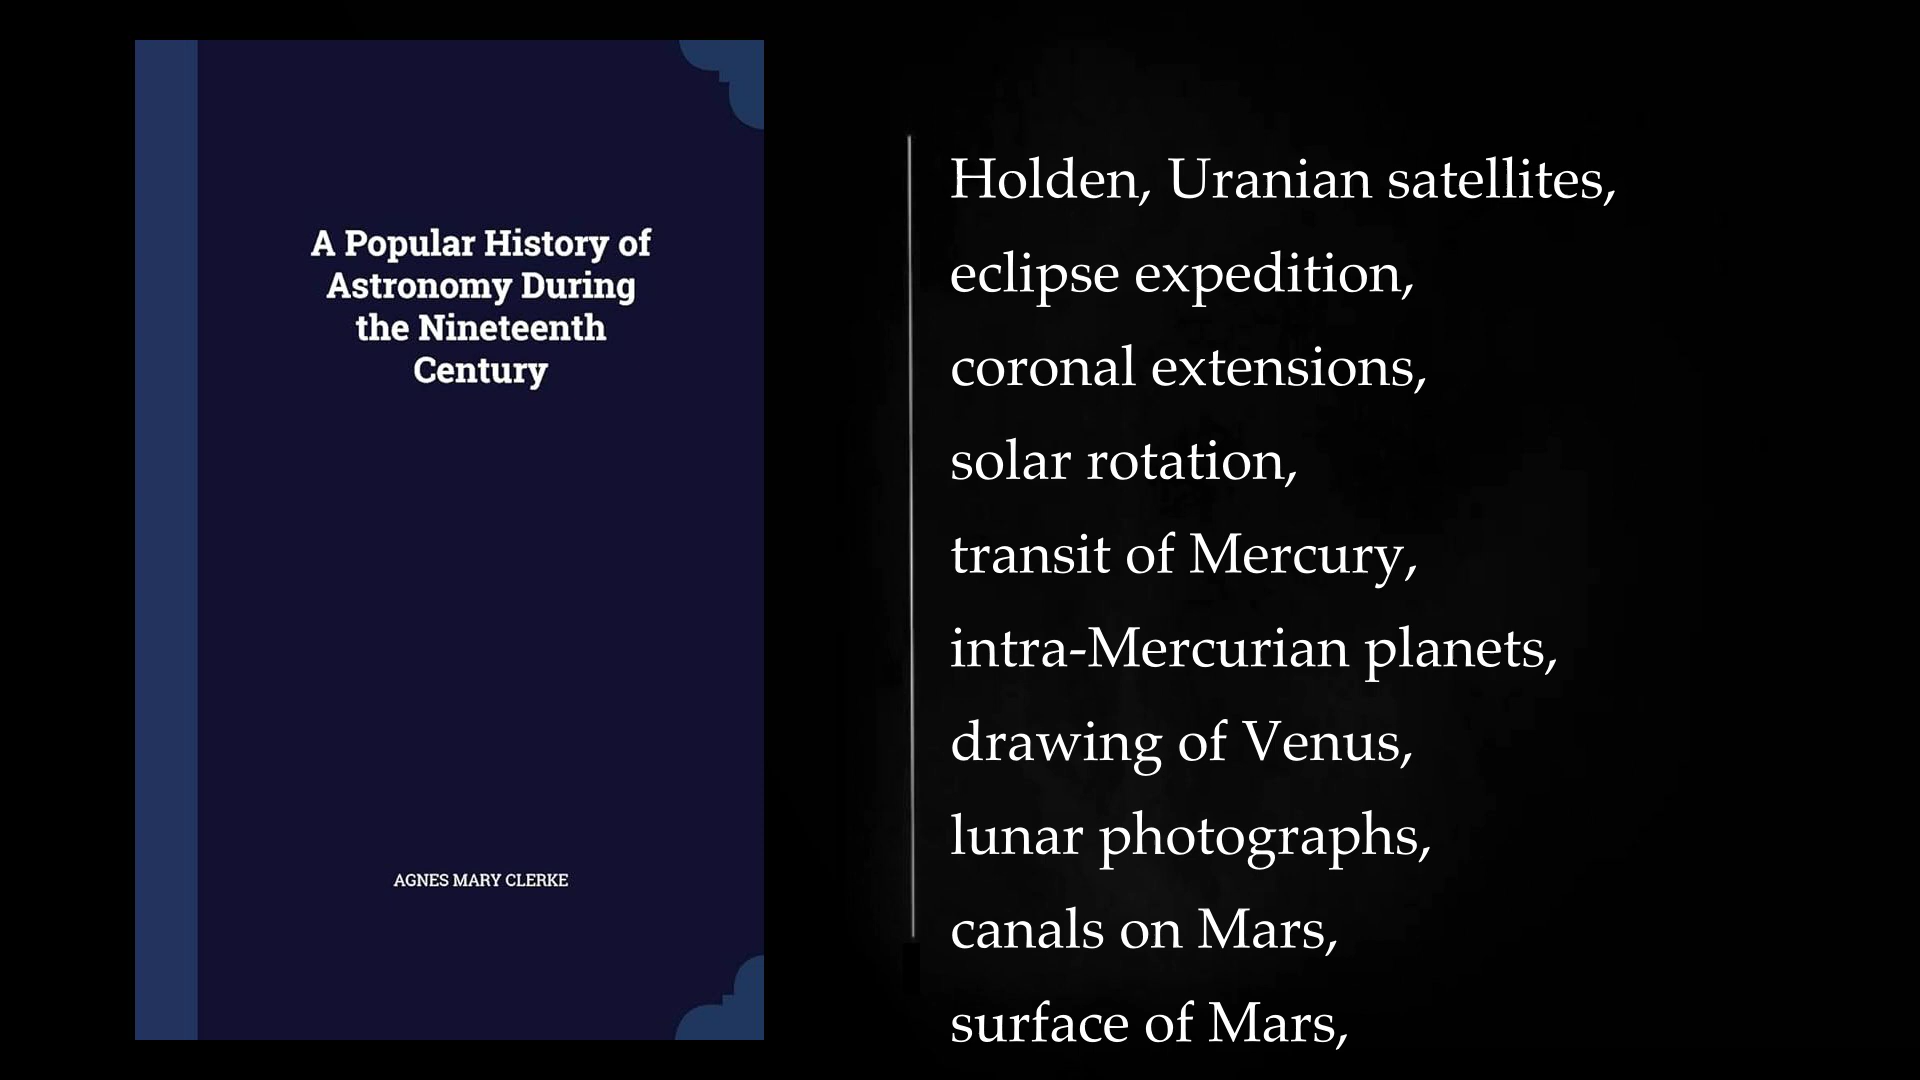 A Popular History of
Astronomy During
the Nineteenth
Century
AGNES MARY CLERKE
Holden, Uranian satellites,
eclipse expedition,
coronal extensions,
solar rotation,
transit of Mercury,
intra-Mercurian planets,
drawing of Venus,
lunar photographs,
canals on Mars,
surface of Mars,